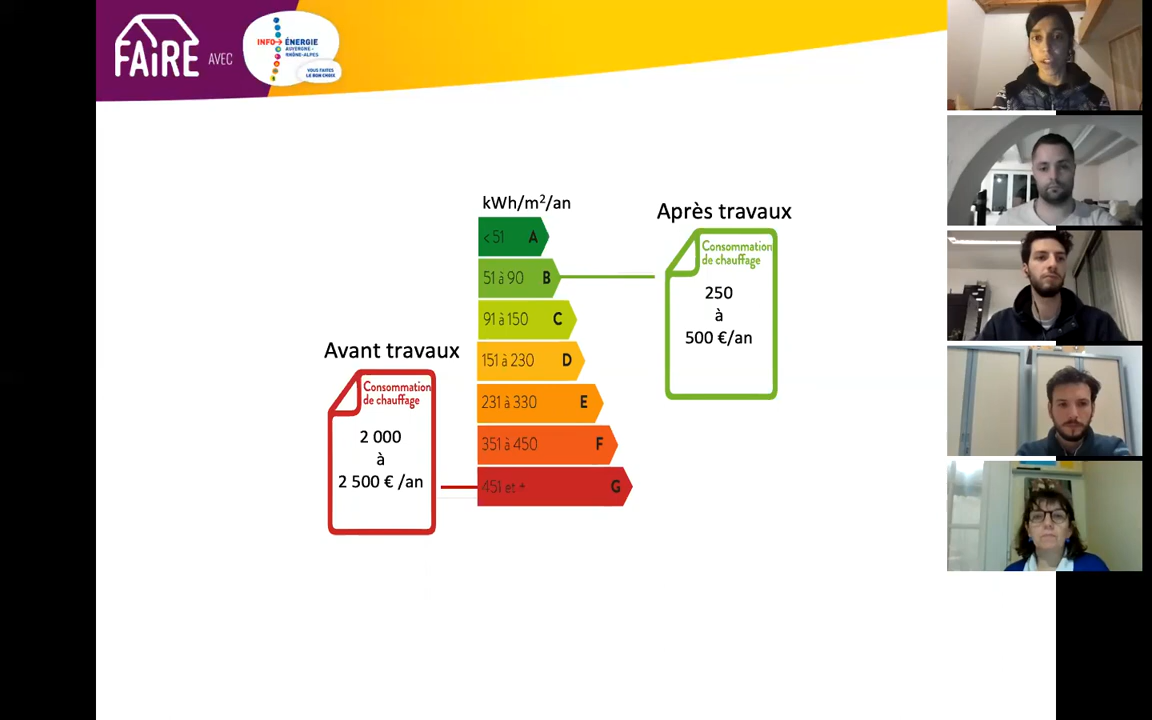 FAiRE AVEC
INFO ÉNERGIE
AUVERGNE-
RHÔNE-ALPES
VOUS FAITES
LE BON CHOIX
kWh/m²/an
<51 A
51 à 90 B
91 à 150 C
151 à 230 D
231 à 330 E
351 à 450 F
451 et + G
Après travaux
Consommation
de chauffage
250
à
500 €/an
Avant travaux
Consommation
de chauffage
2 000
à
2 500 € /an